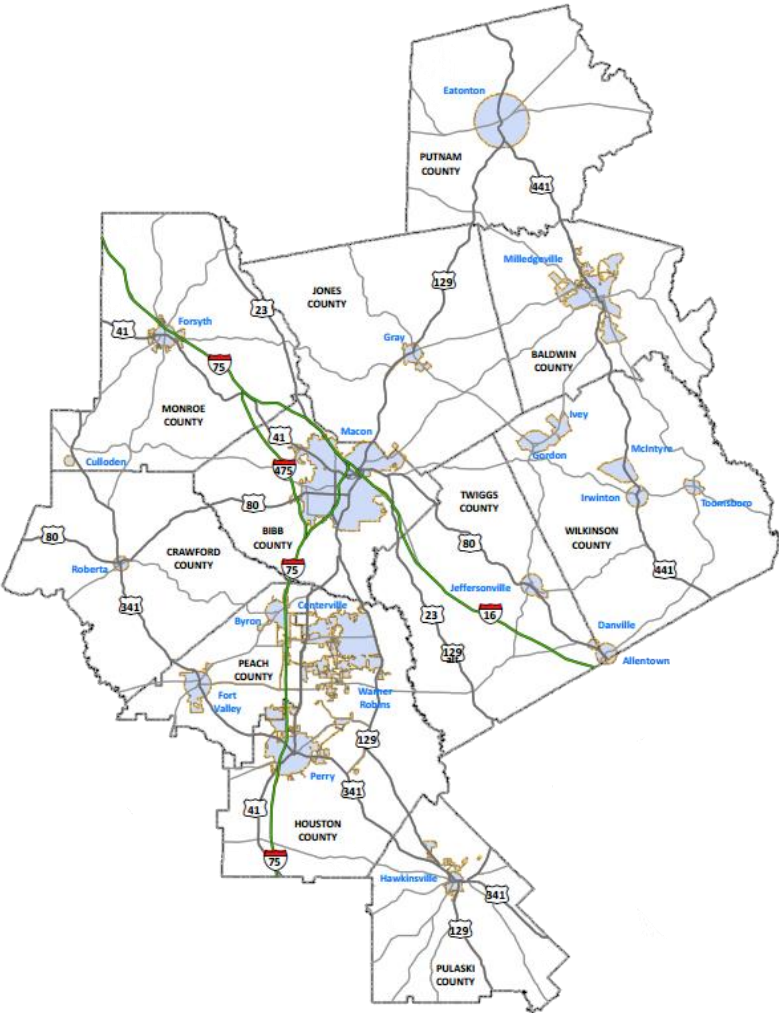 Eatonton
PUTNAM
COUNTY
441
Milledgeville
JONES
COUNTY
129
23
Forsyth
41
Gray
75
BALDWIN
COUNTY
MONROE
COUNTY
Ivey
Macon
41
Gordon
McIntyre
Culloden
475
TWIGGS
COUNTY
Irwinton
Toomsboro
80
80
BIBB
COUNTY
WILKINSON
COUNTY
80
CRAWFORD
COUNTY
Roberta
75
441
Jeffersonville
341
Centerville
Byron
23
16
Danville
129
alt
Allentown
PEACH
COUNTY
Fort
Valley
Warner
Robins
129
Perry
341
41
HOUSTON
COUNTY
75
Hawkinsville
341
129
PULASKI
COUNTY